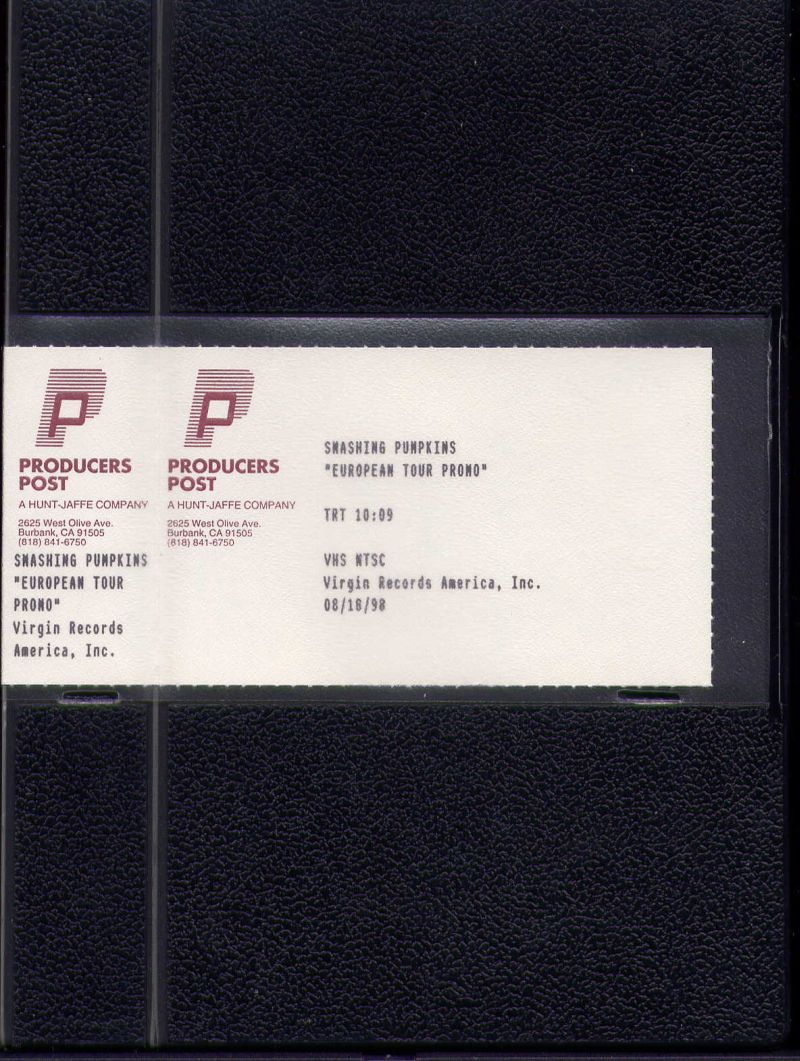 PRODUCERS
POST
A HUNT-JAFFE COMPANY
2625 West Olive Ave.
Burbank, CA 91505
(818) 841-6750
SMASHING PUMPKINS
"EUROPEAN TOUR
PROMO"
Virgin Records
America, Inc.
PRODUCERS
POST
A HUNT-JAFFE COMPANY
2625 West Olive Ave.
Burbank, CA 91505
(818) 841-6750
SMASHING PUMPKINS
"EUROPEAN TOUR PROMO"
TRT 10:09
VHS NTSC
Virgin Records America, Inc.
08/18/98